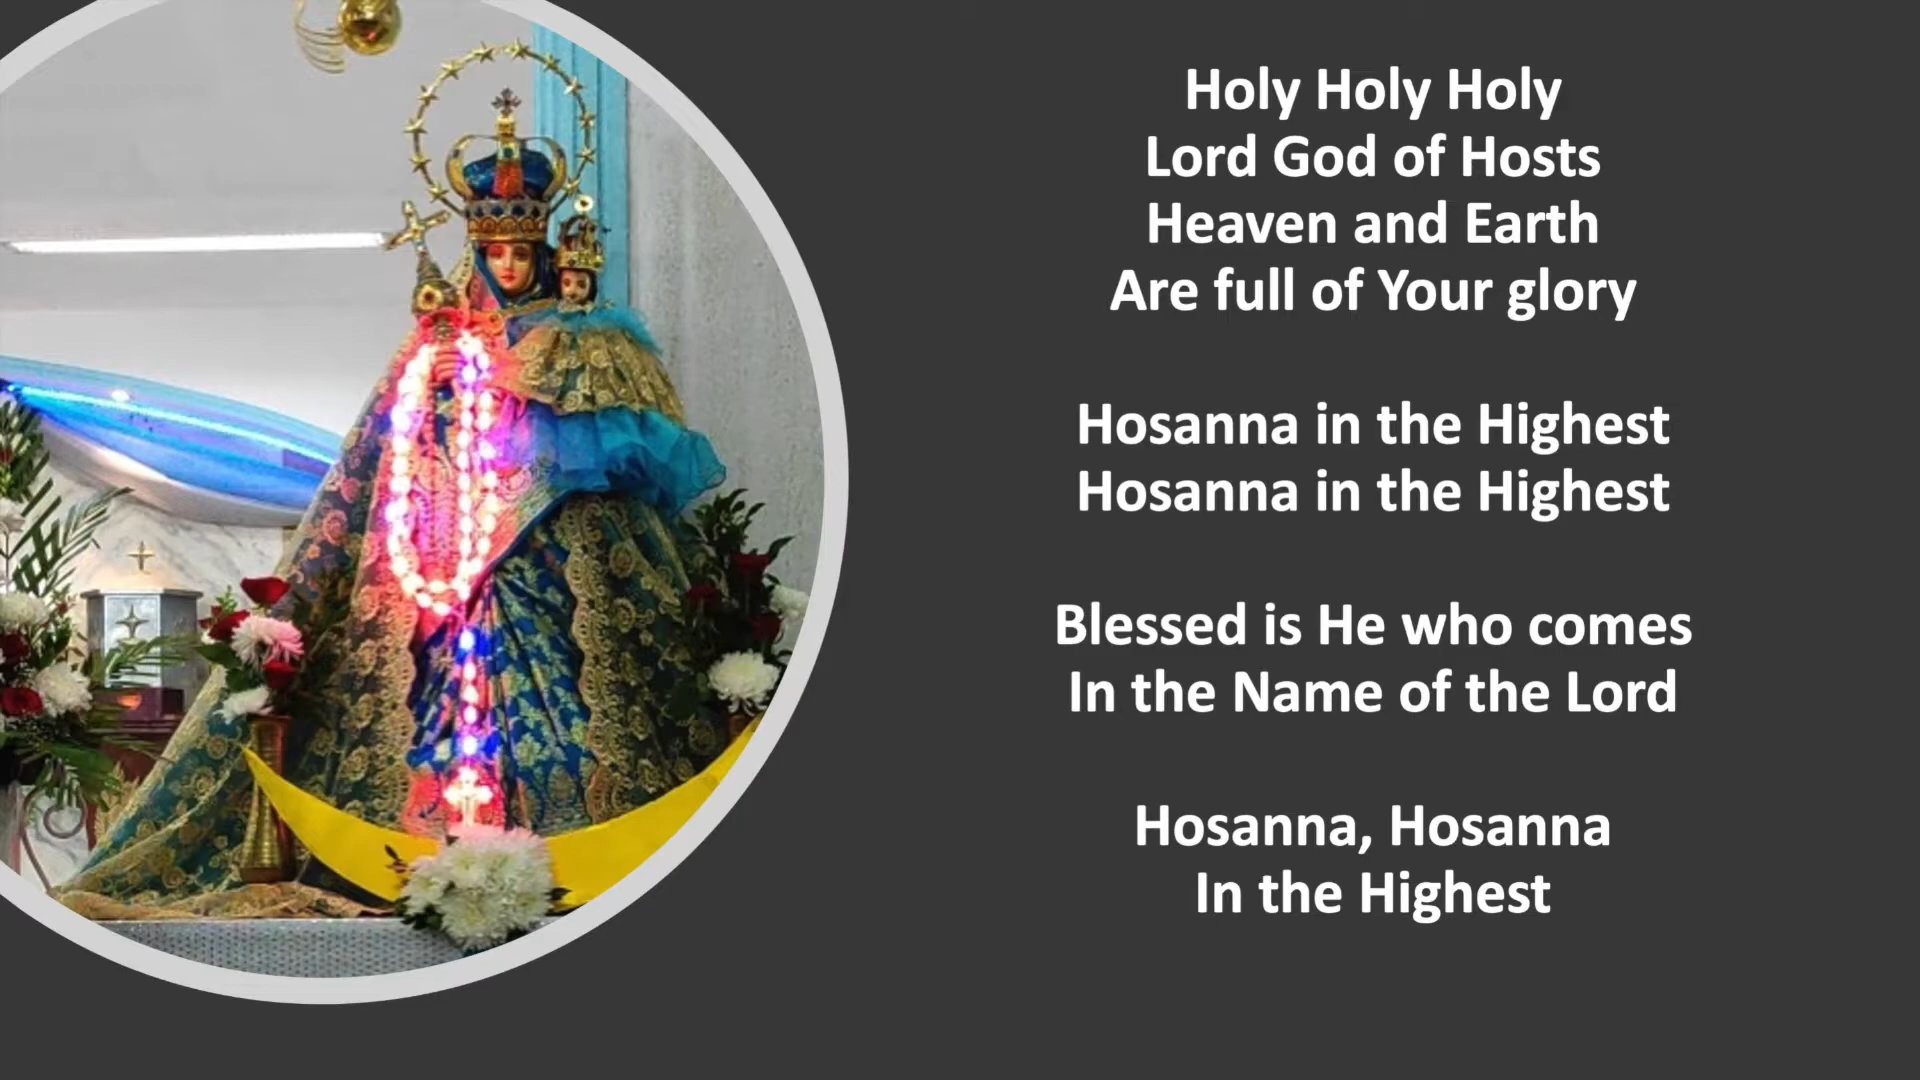 Holy Holy Holy
Lord God of Hosts
Heaven and Earth
Are full of Your glory
Hosanna in the Highest
Hosanna in the Highest
Blessed is He who comes
In the Name of the Lord
Hosanna, Hosanna
In the Highest